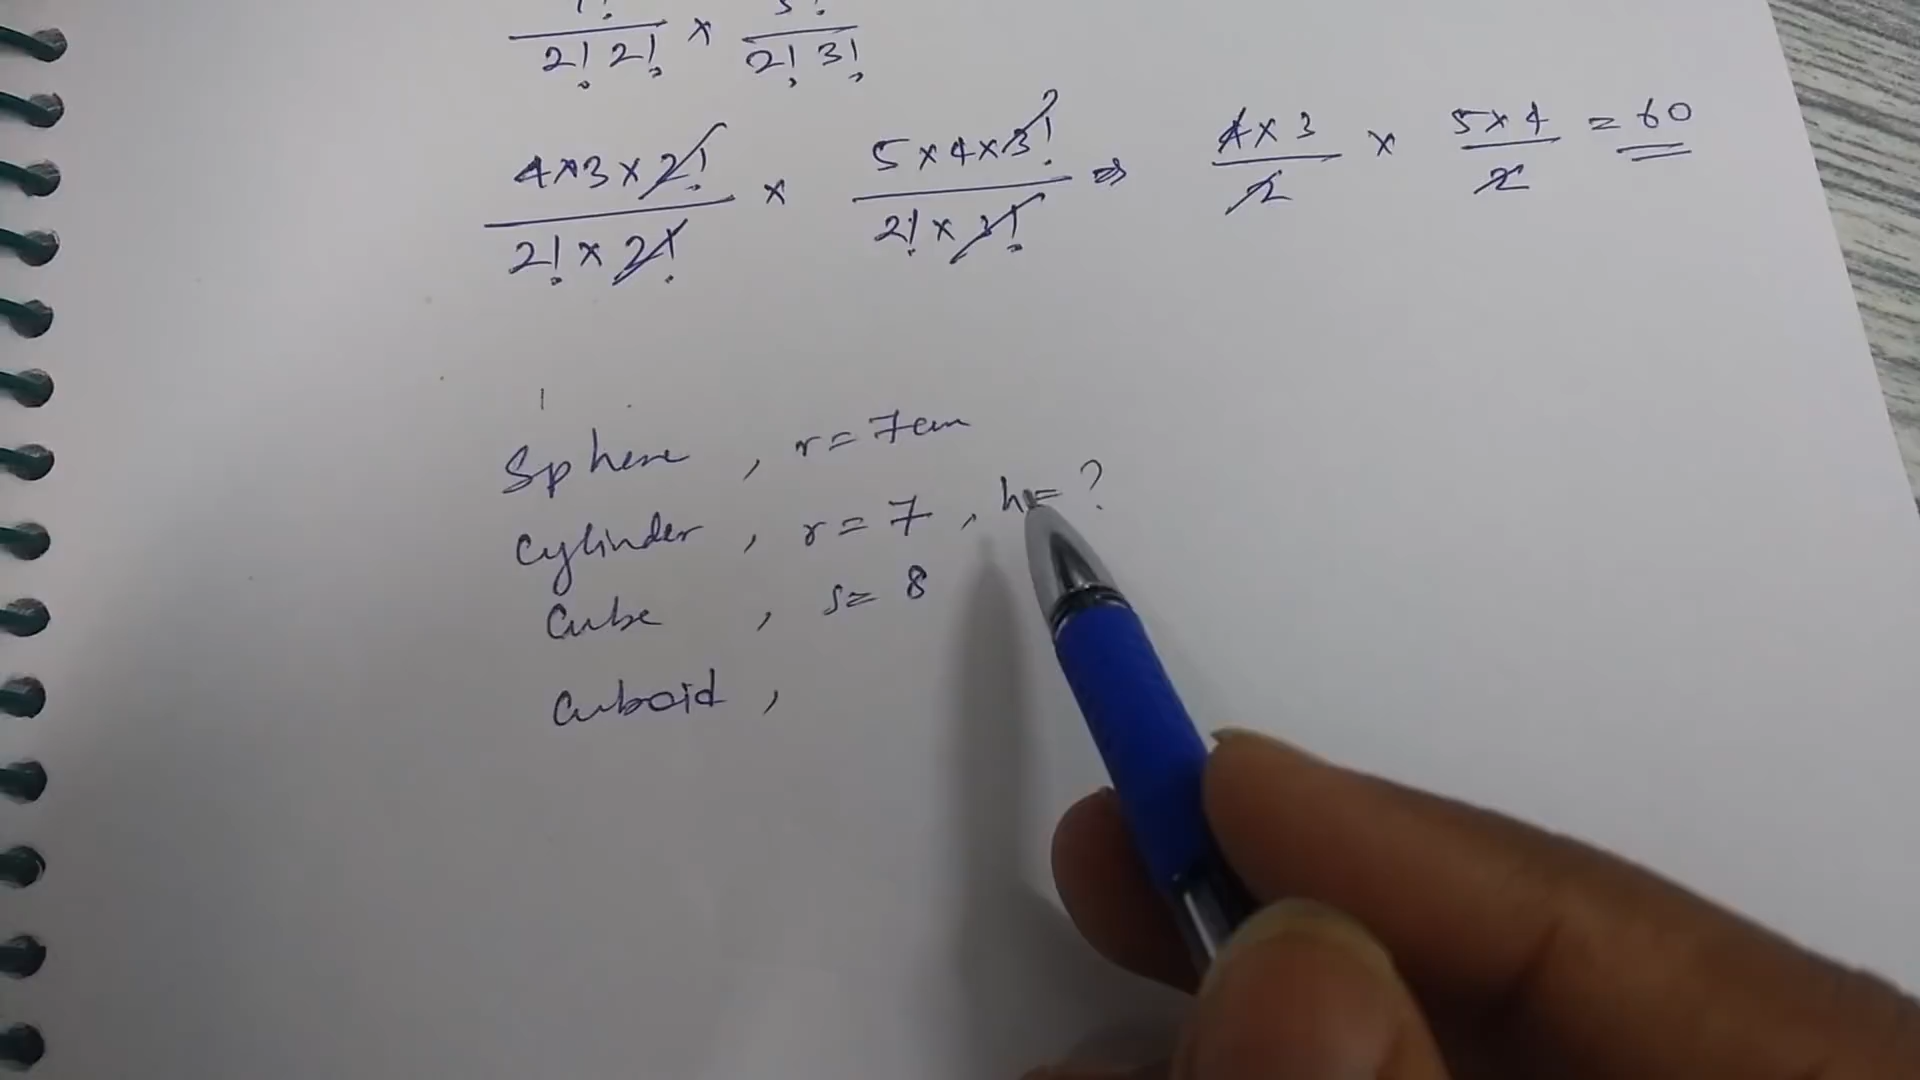 2! 2! × 2! 3!
4×3×2! / 2!×2! × 5×4×3! / 2!×3! ⇒ 4×3 / 2 × 5×4 / 2 = 60
Sphere , r = 7cm
Cylinder , r = 7 , h = ?
Cube , s = 8
Cuboid ,